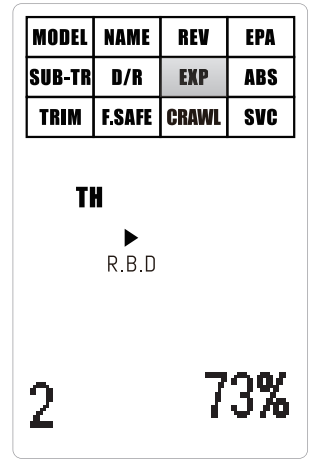 MODEL NAME REV EPA
SUB-TR D/R EXP ABS
TRIM F.SAFE CRAWL SVC
TH
R.B.D
2 73%